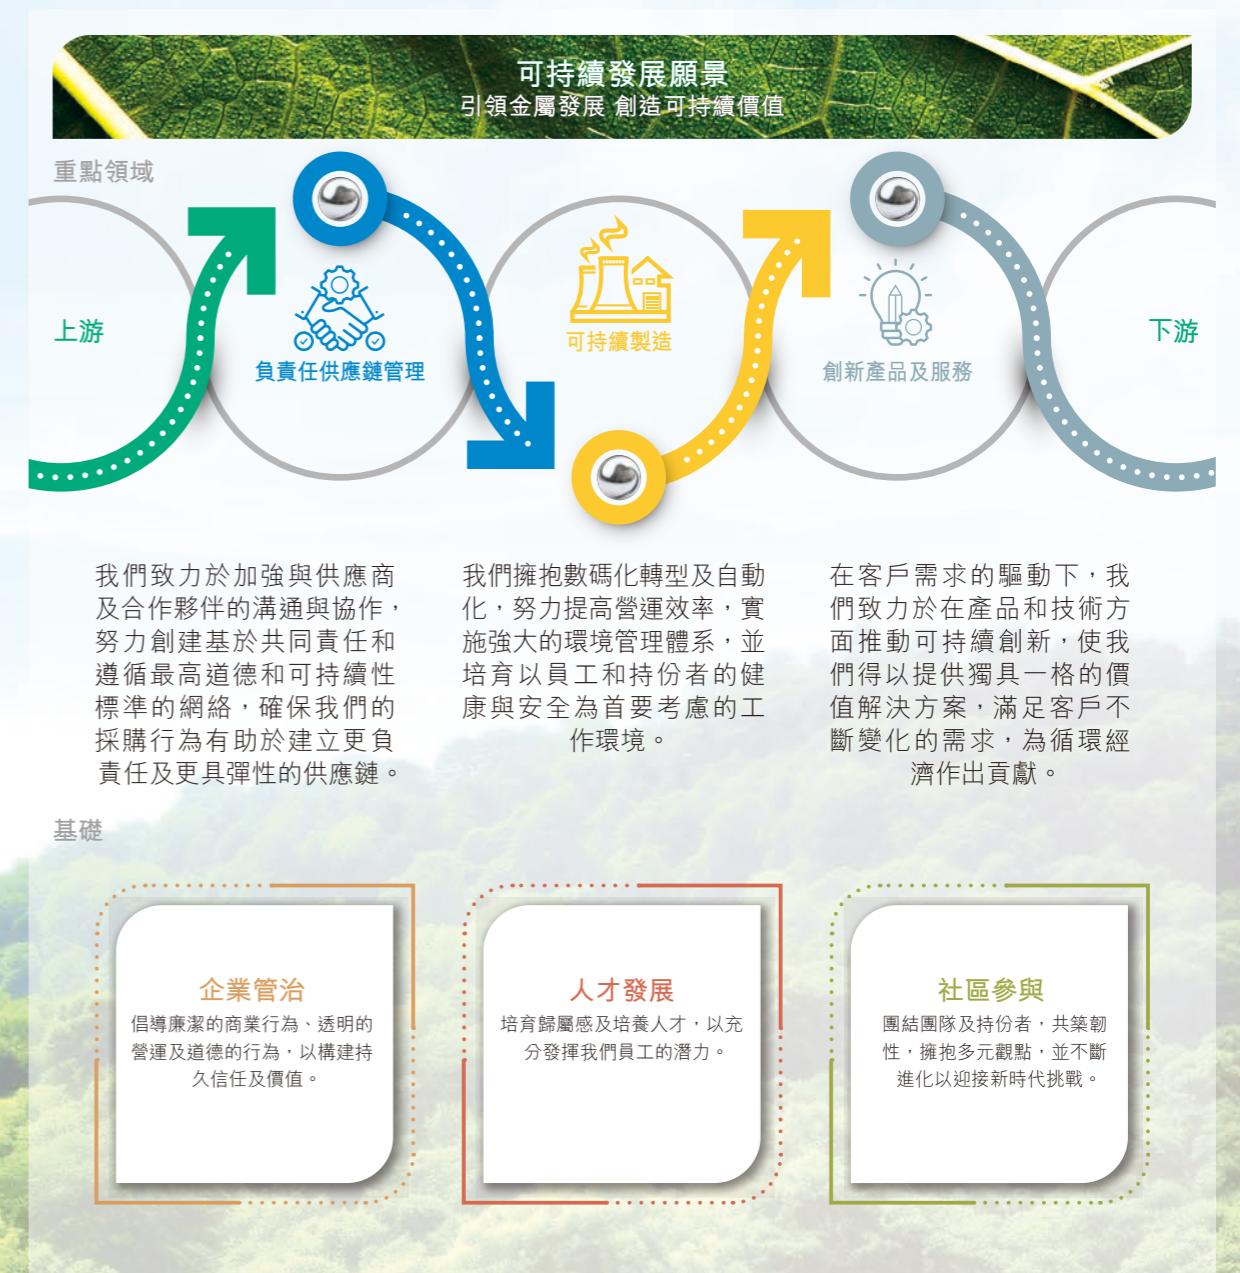 可持續發展願景
引領金屬發展 創造可持續價值
重點領域
上游
負責任供應鏈管理
可持續製造
創新產品及服務
下游
我們致力於加強與供應商
及合作夥伴的溝通與協作，
努力創建基於共同責任和
遵循最高道德和可持續性
標準的網絡，確保我們的
採購行為有助於建立更負
責任及更具彈性的供應鏈。
我們擁抱數碼化轉型及自動
化，努力提高營運效率，實
施強大的環境管理體系，並
培育以員工和持份者的健
康與安全為首要考慮的工
作環境。
在客戶需求的驅動下，我
們致力於在產品和技術方
面推動可持續創新，使我
們得以提供獨具一格的價
值解決方案，滿足客戶不
斷變化的需求，為循環經
濟作出貢獻。
基礎
企業管治
倡導廉潔的商業行為、透明的
營運及道德的行為，以構建持
久信任及價值。
人才發展
培育歸屬感及培養人才，以充
分發揮我們員工的潛力。
社區參與
團結團隊及持份者，共築韌
性，擁抱多元觀點，並不斷
進化以迎接新時代挑戰。